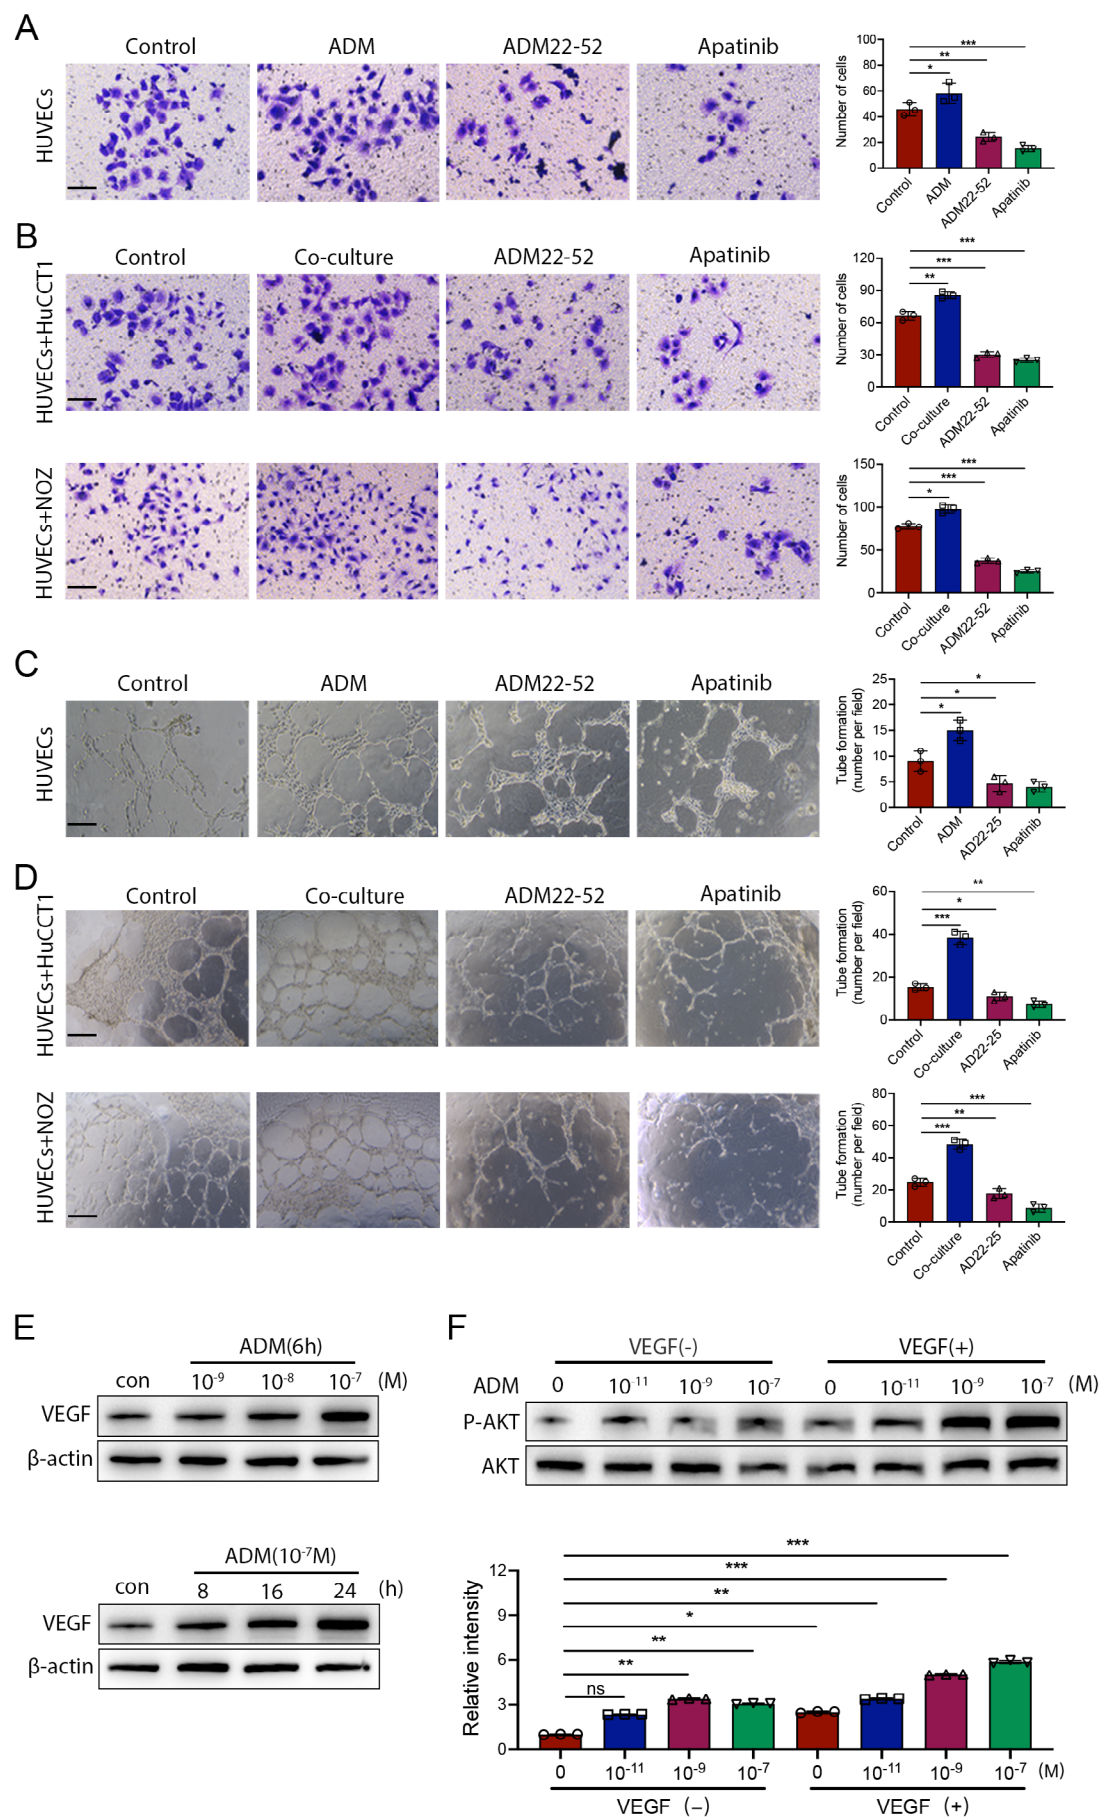 A
Control ADM ADM22-52 Apatinib
HUVECs
Number of cells
100
80
60
40
20
0
*** 
** 
*
Control ADM ADM22-52 Apatinib
B
Control Co-culture ADM22-52 Apatinib
HUVECs+HuCCT1
Number of cells
120
90
60
30
0
***
***
**
Control Co-culture ADM22-52 Apatinib
HUVECs+NOZ
Number of cells
150
100
50
0
***
***
*
Control Co-culture ADM22-52 Apatinib
C
Control ADM ADM22-52 Apatinib
HUVECs
Tube formation
(number per field)
25
20
15
10
5
0
*
*
*
Control ADM AD22-25 Apatinib
D
Control Co-culture ADM22-52 Apatinib
HUVECs+HuCCT1
Tube formation
(number per field)
60
40
20
0
**
*
***
Control Co-culture AD22-25 Apatinib
HUVECs+NOZ
Tube formation
(number per field)
80
60
40
20
0
***
**
***
Control Co-culture AD22-25 Apatinib
E
ADM(6h)
con 10⁻⁹ 10⁻⁸ 10⁻⁷ (M)
VEGF
β-actin
ADM(10⁻⁷M)
con 8 16 24 (h)
VEGF
β-actin
F
VEGF(-) VEGF(+)
ADM 0 10⁻¹¹ 10⁻⁹ 10⁻⁷ 0 10⁻¹¹ 10⁻⁹ 10⁻⁷ (M)
P-AKT
AKT
Relative intensity
12
9
6
3
0
***
***
**
*
**
**
ns
0 10⁻¹¹ 10⁻⁹ 10⁻⁷ 0 10⁻¹¹ 10⁻⁹ 10⁻⁷ (M)
VEGF (−) VEGF (+)